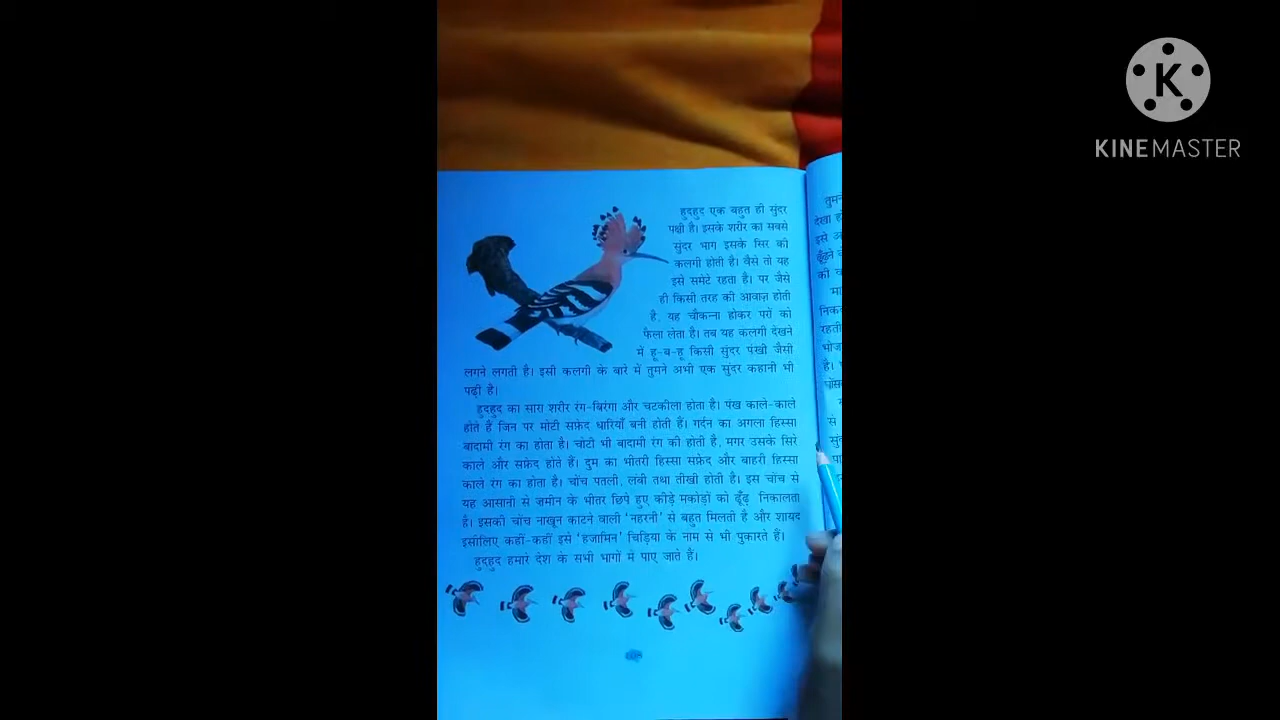 KINEMASTER
हुदहुद एक बहुत ही सुंदर
पक्षी है। इसके शरीर का सबसे
सुंदर भाग इसके सिर की
कलगी होती है। वैसे तो यह
इसे समेटे रहता है। पर जैसे
ही किसी तरह की आवाज़ होती
है, यह चौकन्ना होकर परों को
फैला लेता है। तब यह कलगी देखने
में हू-ब-हू किसी सुंदर पंखी जैसी
लगने लगती है। इसी कलगी के बारे में तुमने अभी एक सुंदर कहानी भी
पढ़ी है।
हुदहुद का सारा शरीर रंग-बिरंगा और चटकीला होता है। पंख काले-काले
होते हैं जिन पर मोटी सफ़ेद धारियाँ बनी होती हैं। गर्दन का अगला हिस्सा
बादामी रंग का होता है। चोटी भी बादामी रंग की होती है, मगर उसके सिरे
काले और सफ़ेद होते हैं। दुम का भीतरी हिस्सा सफ़ेद और बाहरी हिस्सा
काले रंग का होता है। चोंच पतली, लंबी तथा तीखी होती है। इस चोंच से
यह आसानी से ज़मीन के भीतर छिपे हुए कीड़े मकोड़ों को ढूँढ़ निकालता
है। इसकी चोंच नाखून काटने वाली 'नहरनी' से बहुत मिलती है और शायद
इसीलिए कहीं-कहीं इसे 'हजामिन' चिड़िया के नाम से भी पुकारते हैं।
हुदहुद हमारे देश के सभी भागों में पाए जाते हैं।